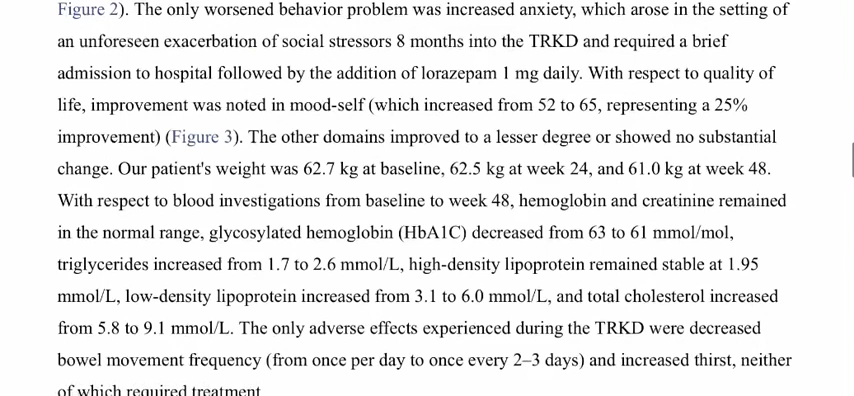 Figure 2). The only worsened behavior problem was increased anxiety, which arose in the setting of
an unforeseen exacerbation of social stressors 8 months into the TRKD and required a brief
admission to hospital followed by the addition of lorazepam 1 mg daily. With respect to quality of
life, improvement was noted in mood-self (which increased from 52 to 65, representing a 25%
improvement) (Figure 3). The other domains improved to a lesser degree or showed no substantial
change. Our patient's weight was 62.7 kg at baseline, 62.5 kg at week 24, and 61.0 kg at week 48.
With respect to blood investigations from baseline to week 48, hemoglobin and creatinine remained
in the normal range, glycosylated hemoglobin (HbA1C) decreased from 63 to 61 mmol/mol,
triglycerides increased from 1.7 to 2.6 mmol/L, high-density lipoprotein remained stable at 1.95
mmol/L, low-density lipoprotein increased from 3.1 to 6.0 mmol/L, and total cholesterol increased
from 5.8 to 9.1 mmol/L. The only adverse effects experienced during the TRKD were decreased
bowel movement frequency (from once per day to once every 2–3 days) and increased thirst, neither
of which required treatment